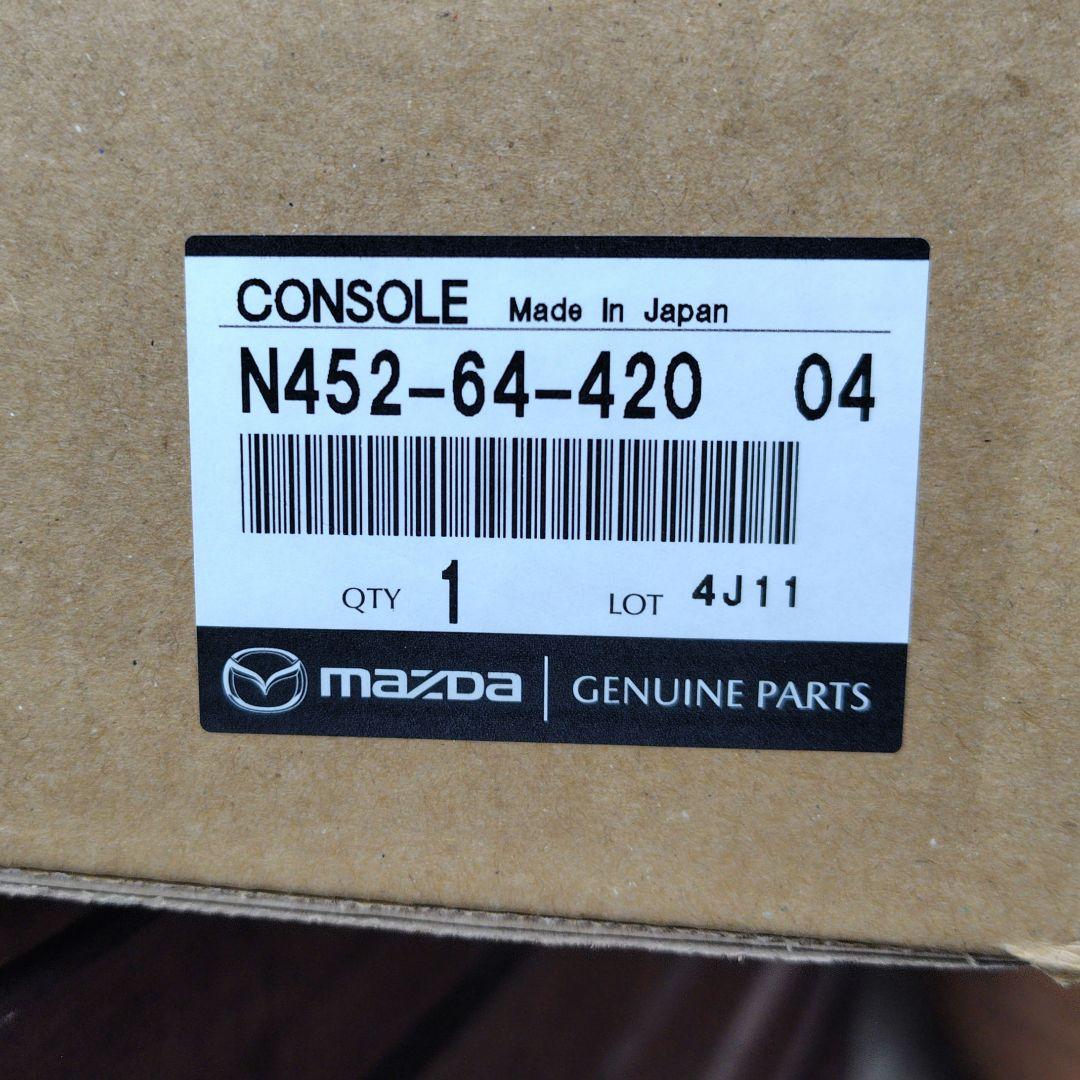 CONSOLE Made In Japan
N452-64-420 04
QTY 1 LOT 4J11
mazda GENUINE PARTS